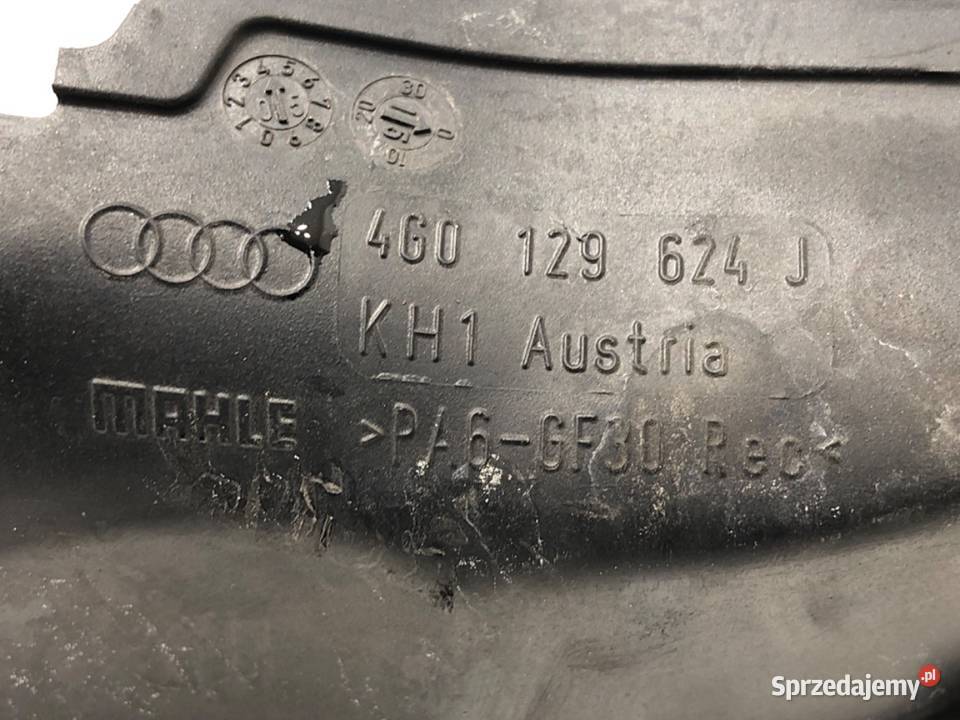 4G0 129 624 J
KH1 Austria
MAHLE >PA6-GF30 Rec<
Sprzedajemy.pl